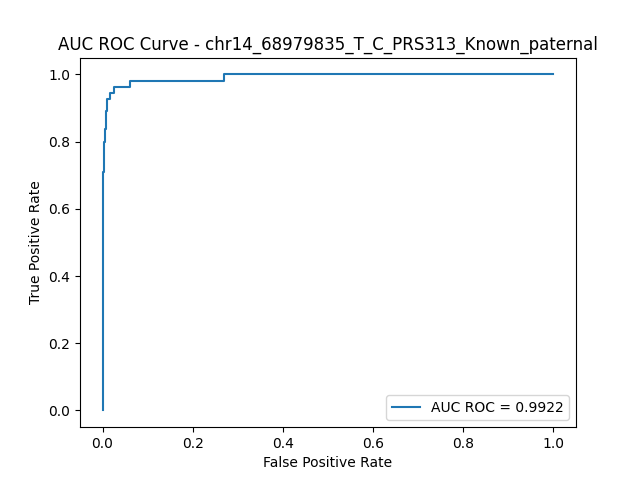 AUC ROC Curve - chr14_68979835_T_C_PRS313_Known_paternal
1.0
0.8
0.6
0.4
0.2
0.0
True Positive Rate
AUC ROC = 0.9922
0.0 0.2 0.4 0.6 0.8 1.0
False Positive Rate